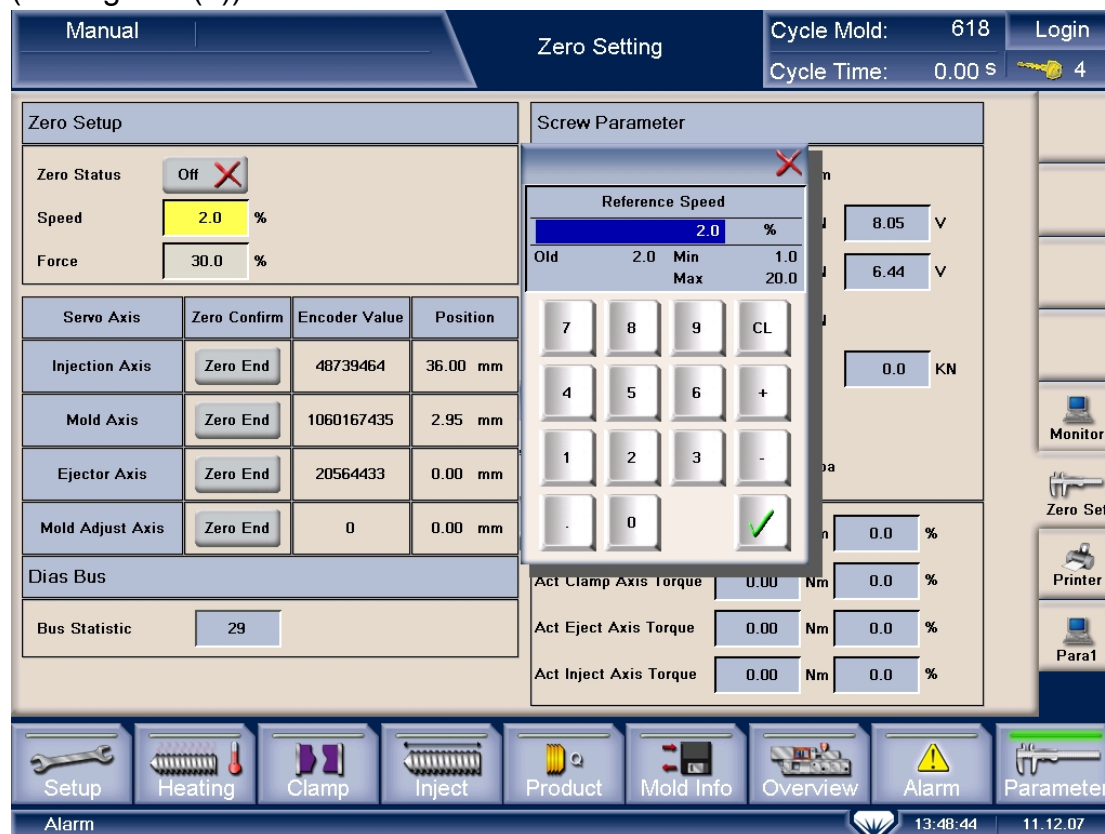 Manual
Zero Setting
Cycle Mold: 618
Login
Cycle Time: 0.00 S
4
Zero Setup
Zero Status Off
Speed 2.0 %
Force 30.0 %
Servo Axis Zero Confirm Encoder Value Position
Injection Axis Zero End 48739464 36.00 mm
Mold Axis Zero End 1060167435 2.95 mm
Ejector Axis Zero End 20564433 0.00 mm
Mold Adjust Axis Zero End 0 0.00 mm
Dias Bus
Bus Statistic 29
Screw Parameter
Reference Speed
2.0 %
Old 2.0 Min 1.0
Max 20.0
7 8 9 CL
4 5 6 +
1 2 3 -
. 0
8.05 V
6.44 V
0.0 KN
0.0 %
Act Clamp Axis Torque 0.00 Nm 0.0 %
Act Eject Axis Torque 0.00 Nm 0.0 %
Act Inject Axis Torque 0.00 Nm 0.0 %
Monitor
Zero Set
Printer
Para1
Setup Heating Clamp Inject Product Mold Info Overview Alarm Parameter
Alarm 13:48:44 11.12.07